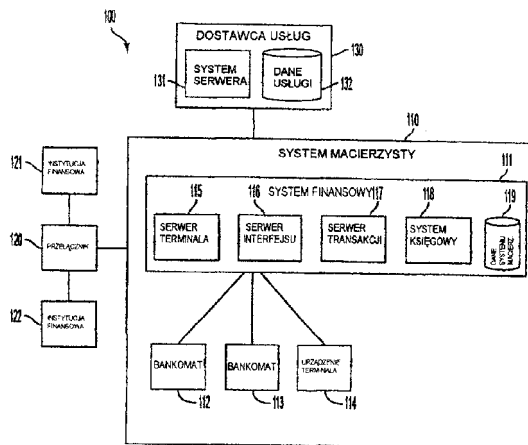 100
DOSTAWCA USŁUG
130
SYSTEM
SERWERA
131
DANE
USŁUGI
132
110
SYSTEM MACIERZYSTY
111
SYSTEM FINANSOWY
115
SERWER
TERMINALA
116
SERWER
INTERFEJSU
117
SERWER
TRANSAKCJI
118
SYSTEM
KSIĘGOWY
119
DANE
SYSTEMU
MACIERZ.
121
INSTYTUCJA
FINANSOWA
120
PRZEŁĄCZNIK
122
INSTYTUCJA
FINANSOWA
BANKOMAT
112
BANKOMAT
113
URZĄDZENIE
TERMINALA
114